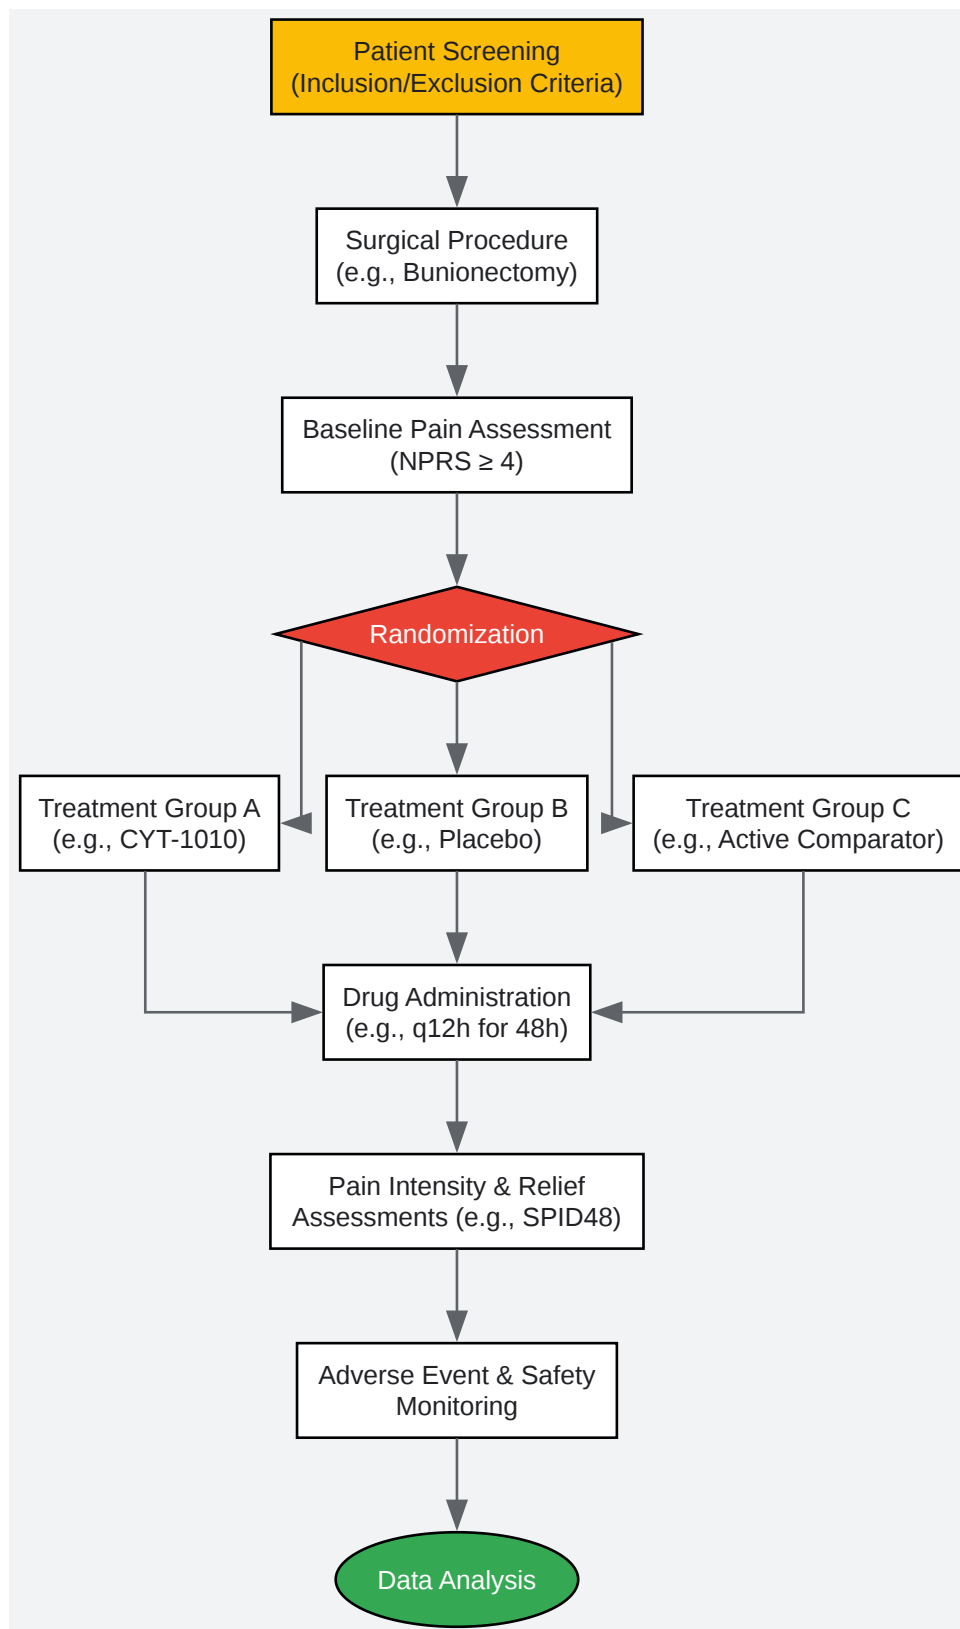 Patient Screening
(Inclusion/Exclusion Criteria)
Surgical Procedure
(e.g., Bunionectomy)
Baseline Pain Assessment
(NPRS ≥ 4)
Randomization
Treatment Group A
(e.g., CYT-1010)
Treatment Group B
(e.g., Placebo)
Treatment Group C
(e.g., Active Comparator)
Drug Administration
(e.g., q12h for 48h)
Pain Intensity & Relief
Assessments (e.g., SPID48)
Adverse Event & Safety
Monitoring
Data Analysis